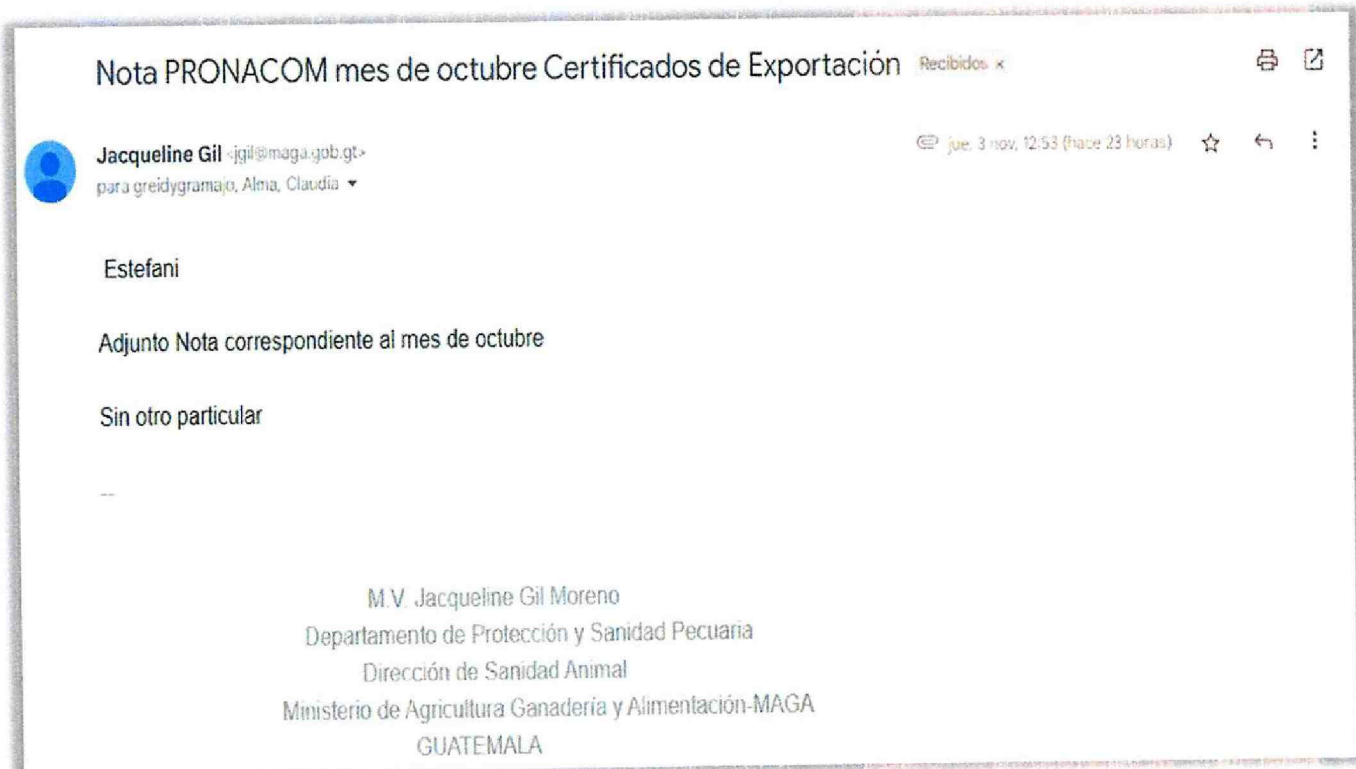 Nota PRONACOM mes de octubre Certificados de Exportación Recibidos ×
Jacqueline Gil <jgil@maga.gob.gt>
jue, 3 nov, 12:53 (hace 23 horas)
para greidygramajo, Alma, Claudia
Estefani
Adjunto Nota correspondiente al mes de octubre
Sin otro particular
--
M.V. Jacqueline Gil Moreno
Departamento de Protección y Sanidad Pecuaria
Dirección de Sanidad Animal
Ministerio de Agricultura Ganadería y Alimentación-MAGA
GUATEMALA